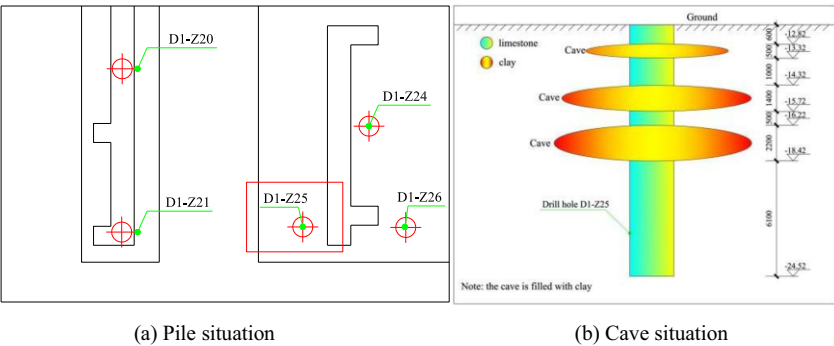 D1-Z20
D1-Z24
D1-Z21
D1-Z25
D1-Z26
(a) Pile situation
Ground
limestone
clay
Cave
Cave
Cave
600
500
1000
1400
500
2200
6100
-12.82
-13.32
-14.32
-15.72
-16.22
-18.42
-24.52
Drill hole D1-Z25
Note: the cave is filled with clay
(b) Cave situation